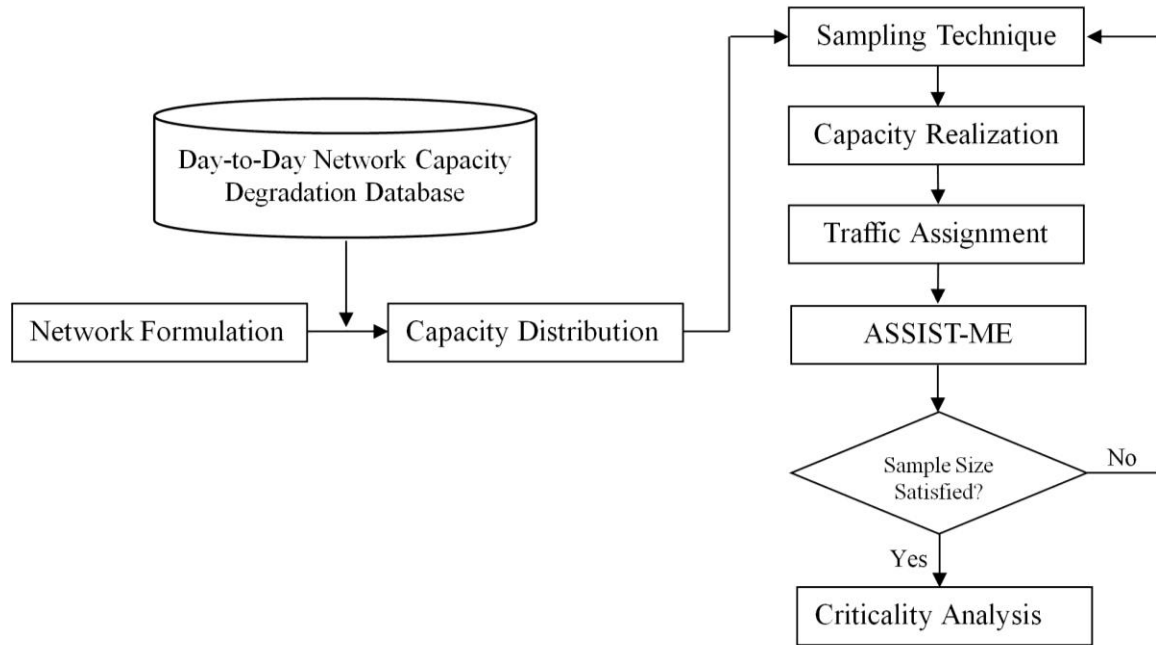 Sampling Technique
Capacity Realization
Day-to-Day Network Capacity
Degradation Database
Traffic Assignment
Network Formulation
Capacity Distribution
ASSIST-ME
Sample Size
Satisfied?
No
Yes
Criticality Analysis